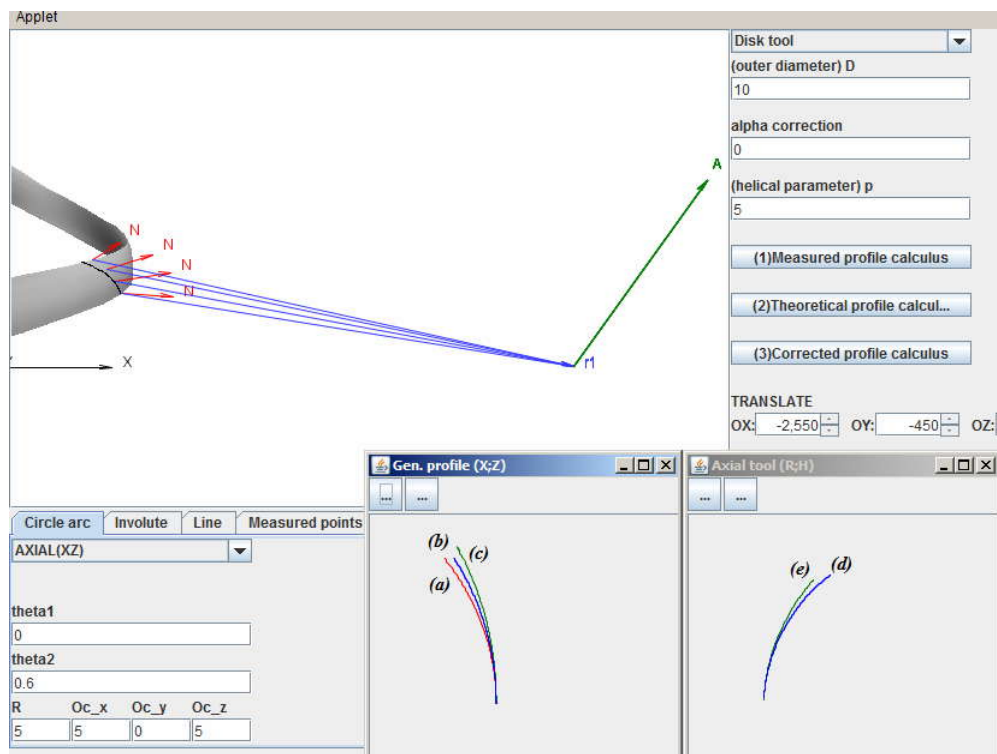 Applet
Disk tool
(outer diameter) D
10
alpha correction
0
(helical parameter) p
5
(1)Measured profile calculus
(2)Theoretical profile calcul...
(3)Corrected profile calculus
TRANSLATE
OX: -2,550 OY: -450 OZ:
A
N
N
N
N
r1
X
Gen. profile (X;Z)
... ...
(b)
(c)
(a)
Axial tool (R;H)
... ...
(e)
(d)
Circle arc Involute Line Measured points
AXIAL(XZ)
theta1
0
theta2
0.6
R Oc_x Oc_y Oc_z
5 5 0 5